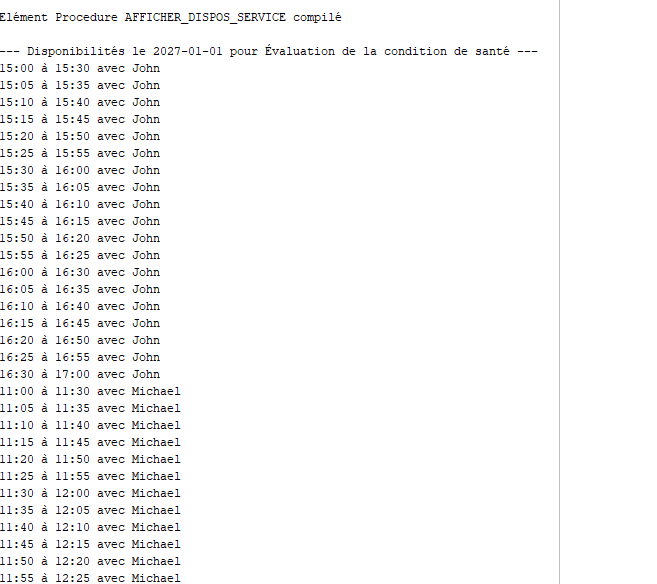 Elément Procedure AFFICHER_DISPOS_SERVICE compilé
--- Disponibilités le 2027-01-01 pour Évaluation de la condition de santé ---
15:00 à 15:30 avec John
15:05 à 15:35 avec John
15:10 à 15:40 avec John
15:15 à 15:45 avec John
15:20 à 15:50 avec John
15:25 à 15:55 avec John
15:30 à 16:00 avec John
15:35 à 16:05 avec John
15:40 à 16:10 avec John
15:45 à 16:15 avec John
15:50 à 16:20 avec John
15:55 à 16:25 avec John
16:00 à 16:30 avec John
16:05 à 16:35 avec John
16:10 à 16:40 avec John
16:15 à 16:45 avec John
16:20 à 16:50 avec John
16:25 à 16:55 avec John
16:30 à 17:00 avec John
11:00 à 11:30 avec Michael
11:05 à 11:35 avec Michael
11:10 à 11:40 avec Michael
11:15 à 11:45 avec Michael
11:20 à 11:50 avec Michael
11:25 à 11:55 avec Michael
11:30 à 12:00 avec Michael
11:35 à 12:05 avec Michael
11:40 à 12:10 avec Michael
11:45 à 12:15 avec Michael
11:50 à 12:20 avec Michael
11:55 à 12:25 avec Michael